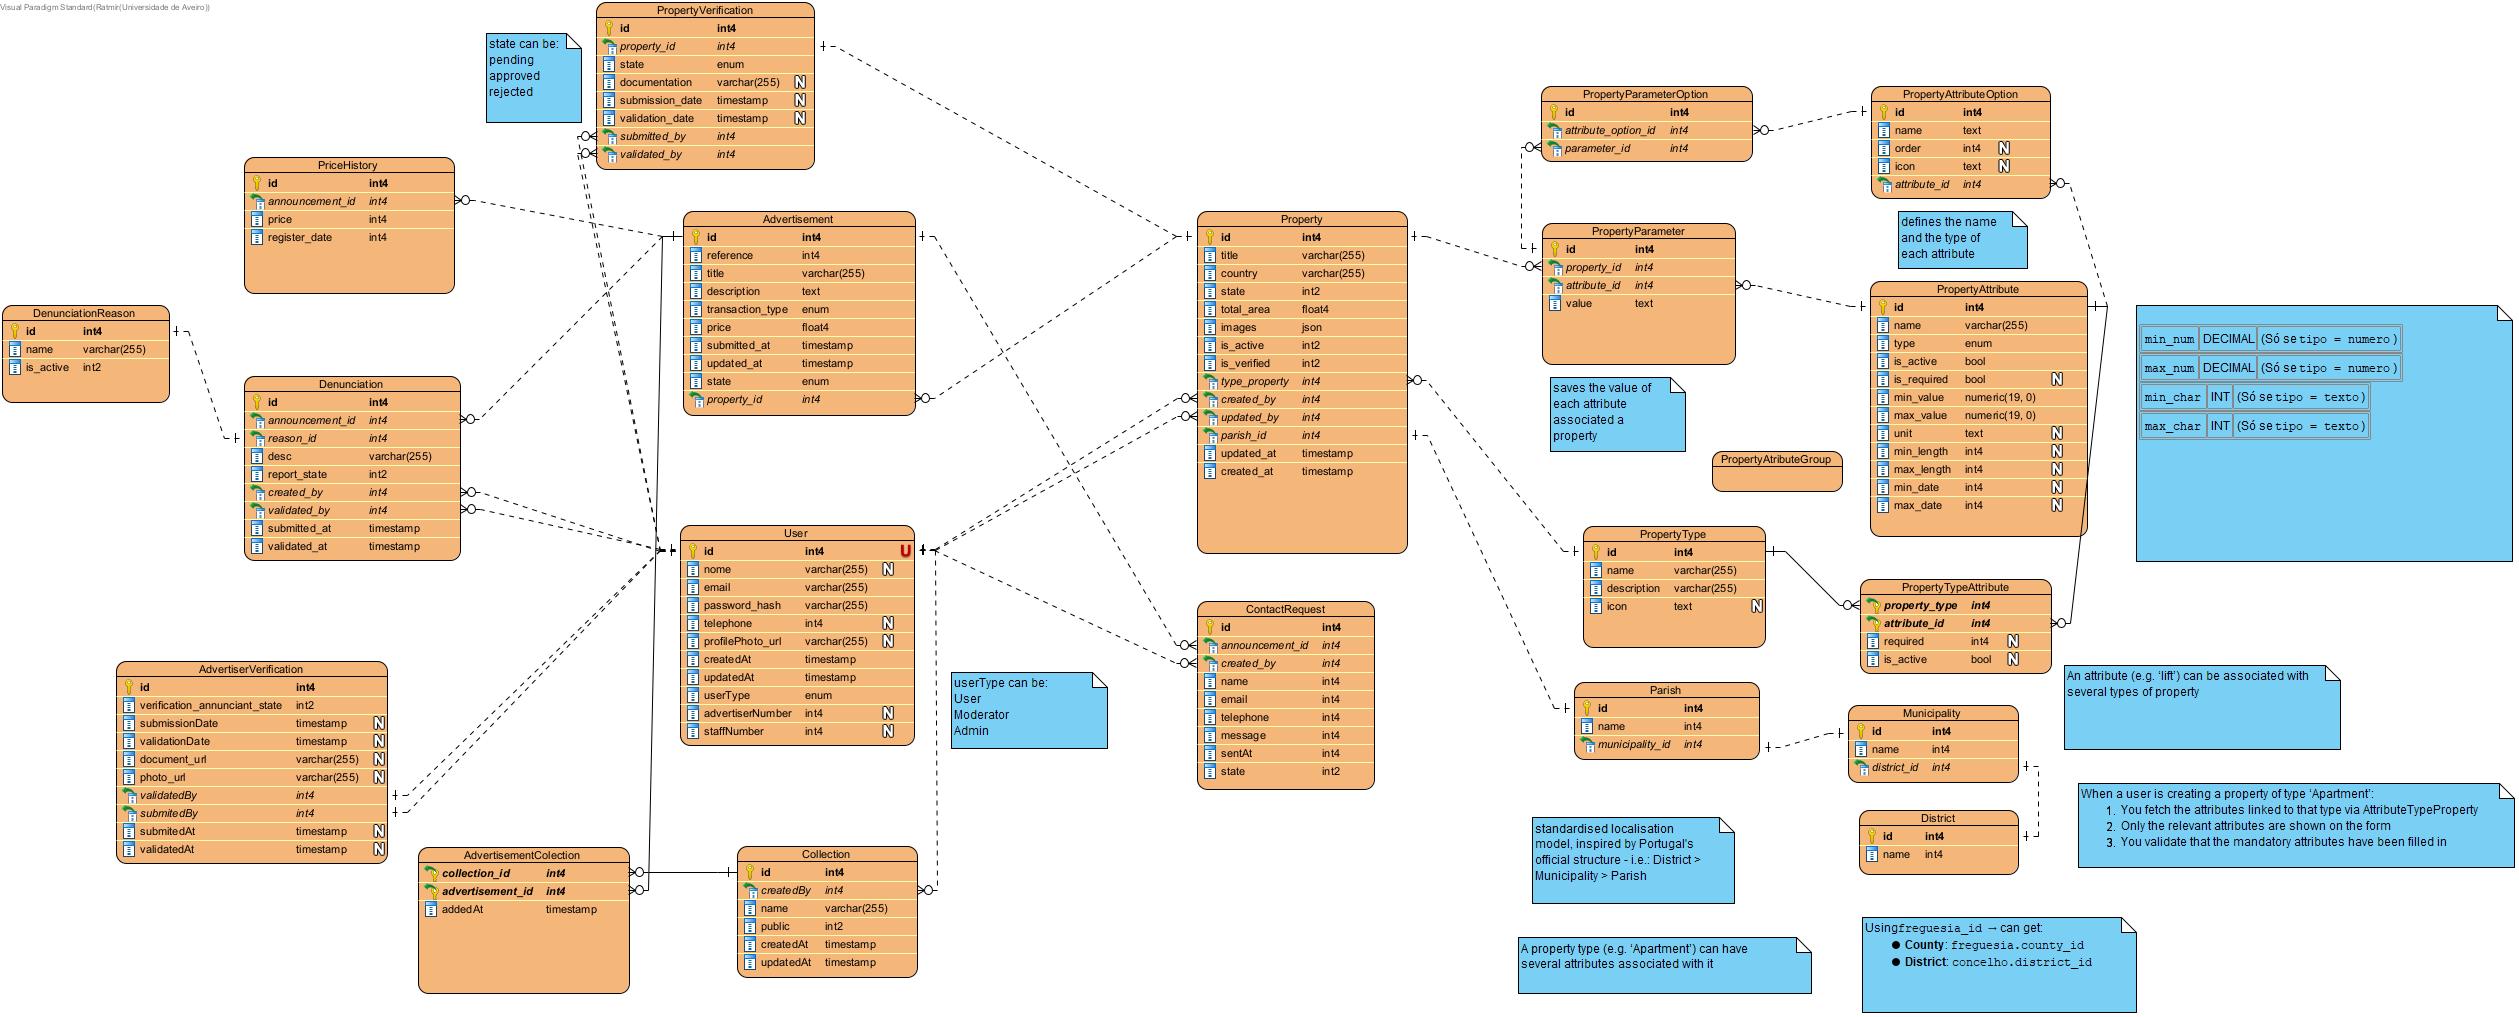 Visual Paradigm Standard(Ratmir(Universidade de Aveiro))
PropertyVerification
id int4
property_id int4
state enum
documentation varchar(255) N
submission_date timestamp N
validation_date timestamp N
submitted_by int4
validated_by int4
state can be:
pending
approved
rejected
PriceHistory
id int4
announcement_id int4
price int4
register_date int4
DenunciationReason
id int4
name varchar(255)
is_active int2
Denunciation
id int4
announcement_id int4
reason_id int4
desc varchar(255)
report_state int2
created_by int4
validated_by int4
submitted_at timestamp
validated_at timestamp
Advertisement
id int4
reference int4
title varchar(255)
description text
transaction_type enum
price float4
submitted_at timestamp
updated_at timestamp
state enum
property_id int4
User
id int4 U
nome varchar(255) N
email varchar(255)
password_hash varchar(255)
telephone int4 N
profilePhoto_url varchar(255) N
createdAt timestamp
updatedAt timestamp
userType enum
advertiserNumber int4 N
staffNumber int4 N
userType can be:
User
Moderator
Admin
AdvertiserVerification
id int4
verification_annunciant_state int2
submissionDate timestamp N
validationDate timestamp N
document_url varchar(255) N
photo_url varchar(255) N
validatedBy int4
submitedBy int4
submitedAt timestamp N
validatedAt timestamp N
AdvertisementColection
collection_id int4
advertisement_id int4
addedAt timestamp
Collection
id int4
createdBy int4
name varchar(255)
public int2
createdAt timestamp
updatedAt timestamp
Property
id int4
title varchar(255)
country varchar(255)
state int2
total_area float4
images json
is_active int2
is_verified int2
type_property int4
created_by int4
updated_by int4
parish_id int4
updated_at timestamp
created_at timestamp
ContactRequest
id int4
announcement_id int4
created_by int4
name int4
email int4
telephone int4
message int4
sentAt int4
state int2
PropertyParameterOption
id int4
attribute_option_id int4
parameter_id int4
PropertyAttributeOption
id int4
name text
order int4 N
icon text N
attribute_id int4
defines the name
and the type of
each attribute
PropertyParameter
id int4
property_id int4
attribute_id int4
value text
saves the value of
each attribute
associated a
property
PropertyAttribute
id int4
name varchar(255)
type enum
is_active bool
is_required bool N
min_value numeric(19, 0)
max_value numeric(19, 0)
unit text N
min_length int4 N
max_length int4 N
min_date int4 N
max_date int4 N
min_num DECIMAL (Só se tipo = numero)
max_num DECIMAL (Só se tipo = numero)
min_char INT (Só se tipo = texto)
max_char INT (Só se tipo = texto)
PropertyAtributeGroup
PropertyType
id int4
name varchar(255)
description varchar(255)
icon text N
PropertyTypeAttribute
property_type int4
attribute_id int4
required int4 N
is_active bool N
An attribute (e.g. ‘lift’) can be associated with
several types of property
Parish
id int4
name int4
municipality_id int4
Municipality
id int4
name int4
district_id int4
District
id int4
name int4
When a user is creating a property of type ‘Apartment’:
1. You fetch the attributes linked to that type via AttributeTypeProperty
2. Only the relevant attributes are shown on the form
3. You validate that the mandatory attributes have been filled in
standardised localisation
model, inspired by Portugal's
official structure - i.e.: District >
Municipality > Parish
A property type (e.g. ‘Apartment’) can have
several attributes associated with it
Using freguesia_id → can get:
● County: freguesia.county_id
● District: concelho.district_id